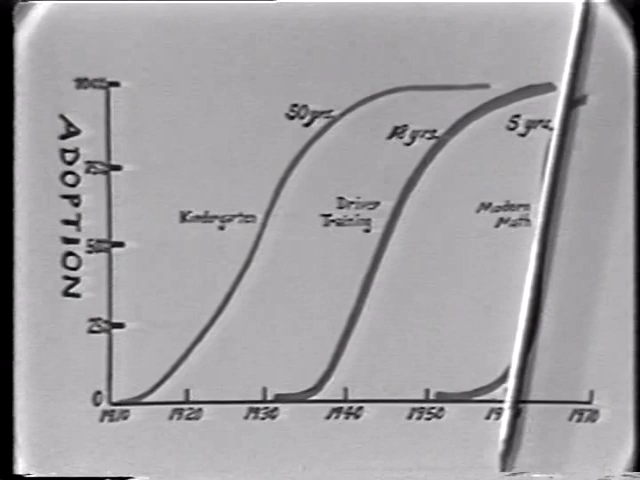 ADOPTION
100
75
50
25
0
50 yrs.
18 yrs.
5 yrs.
Kindergarten
Driver
Training
Modern
Math
1910 1920 1930 1940 1950 1970